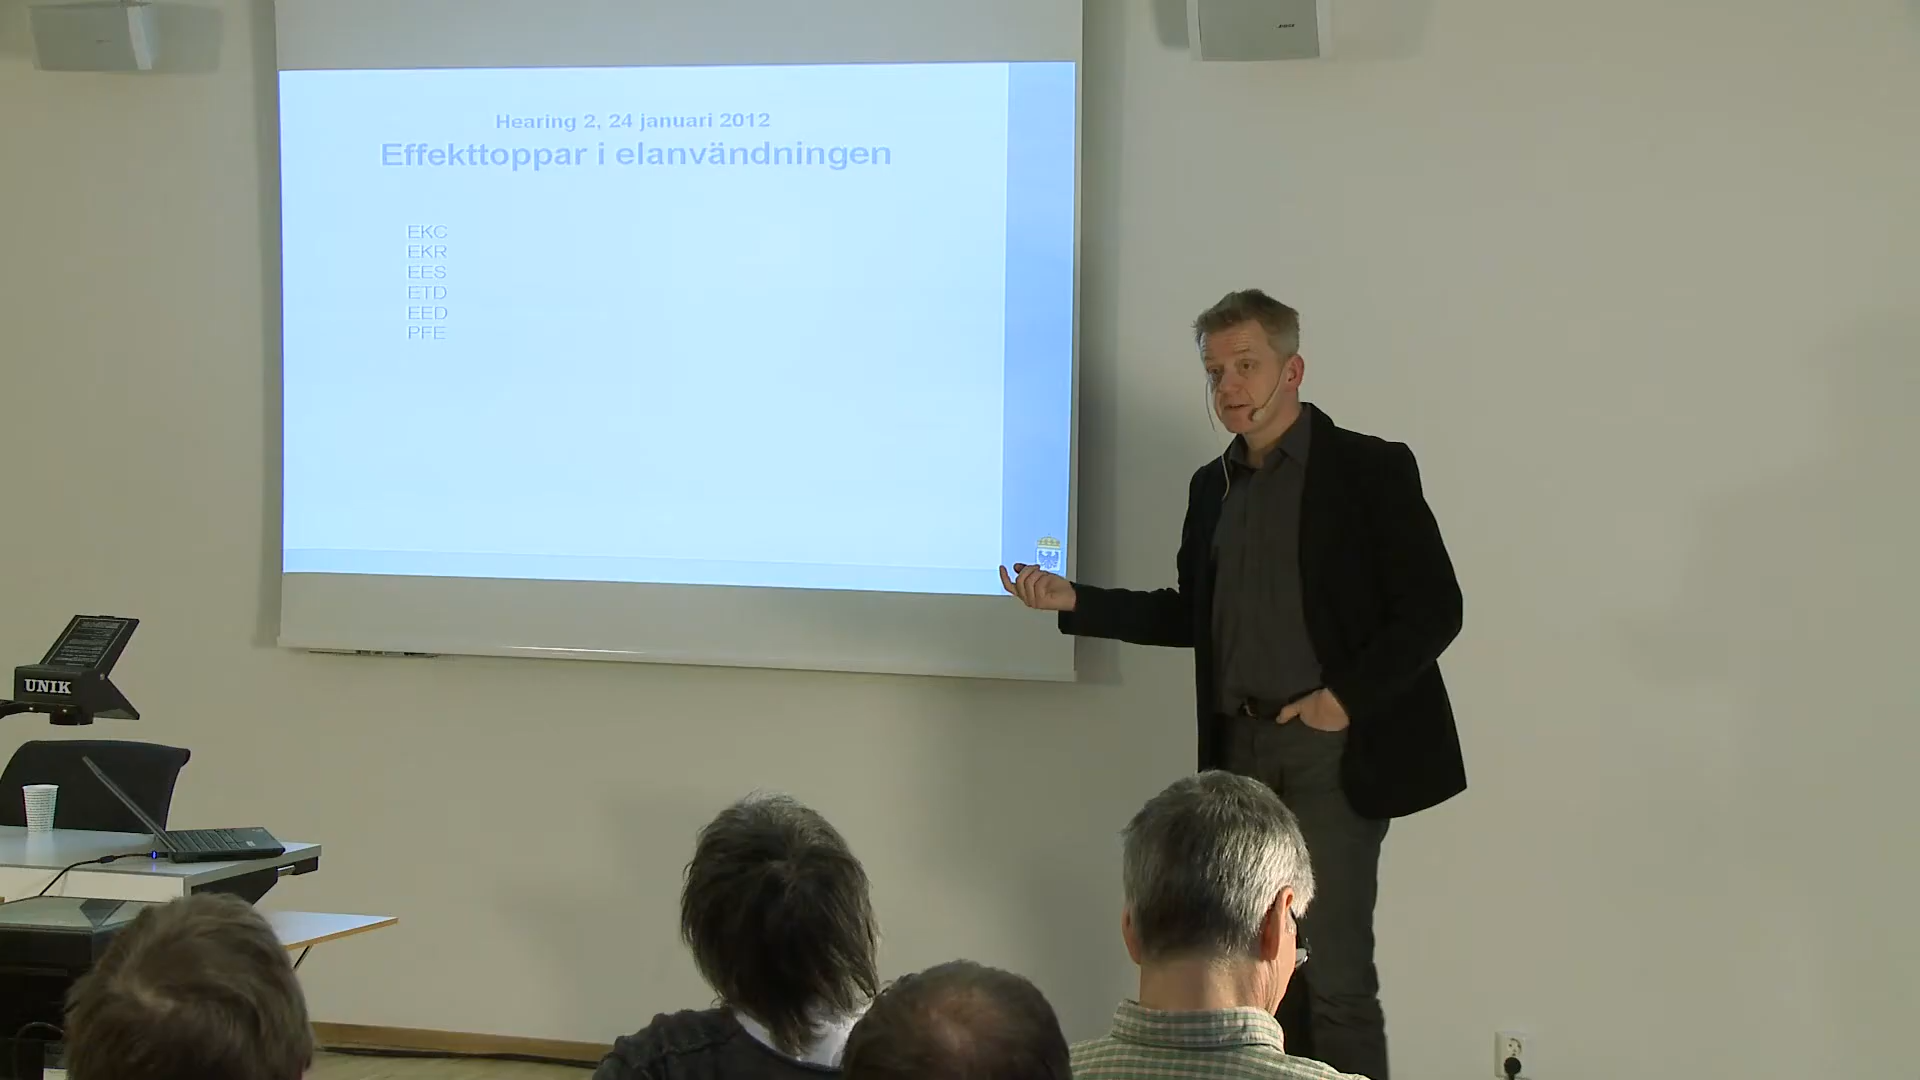 Hearing 2, 24 januari 2012
Effekttoppar i elanvändningen
EKC
EKR
EES
ETD
EED
PFE
UNIK